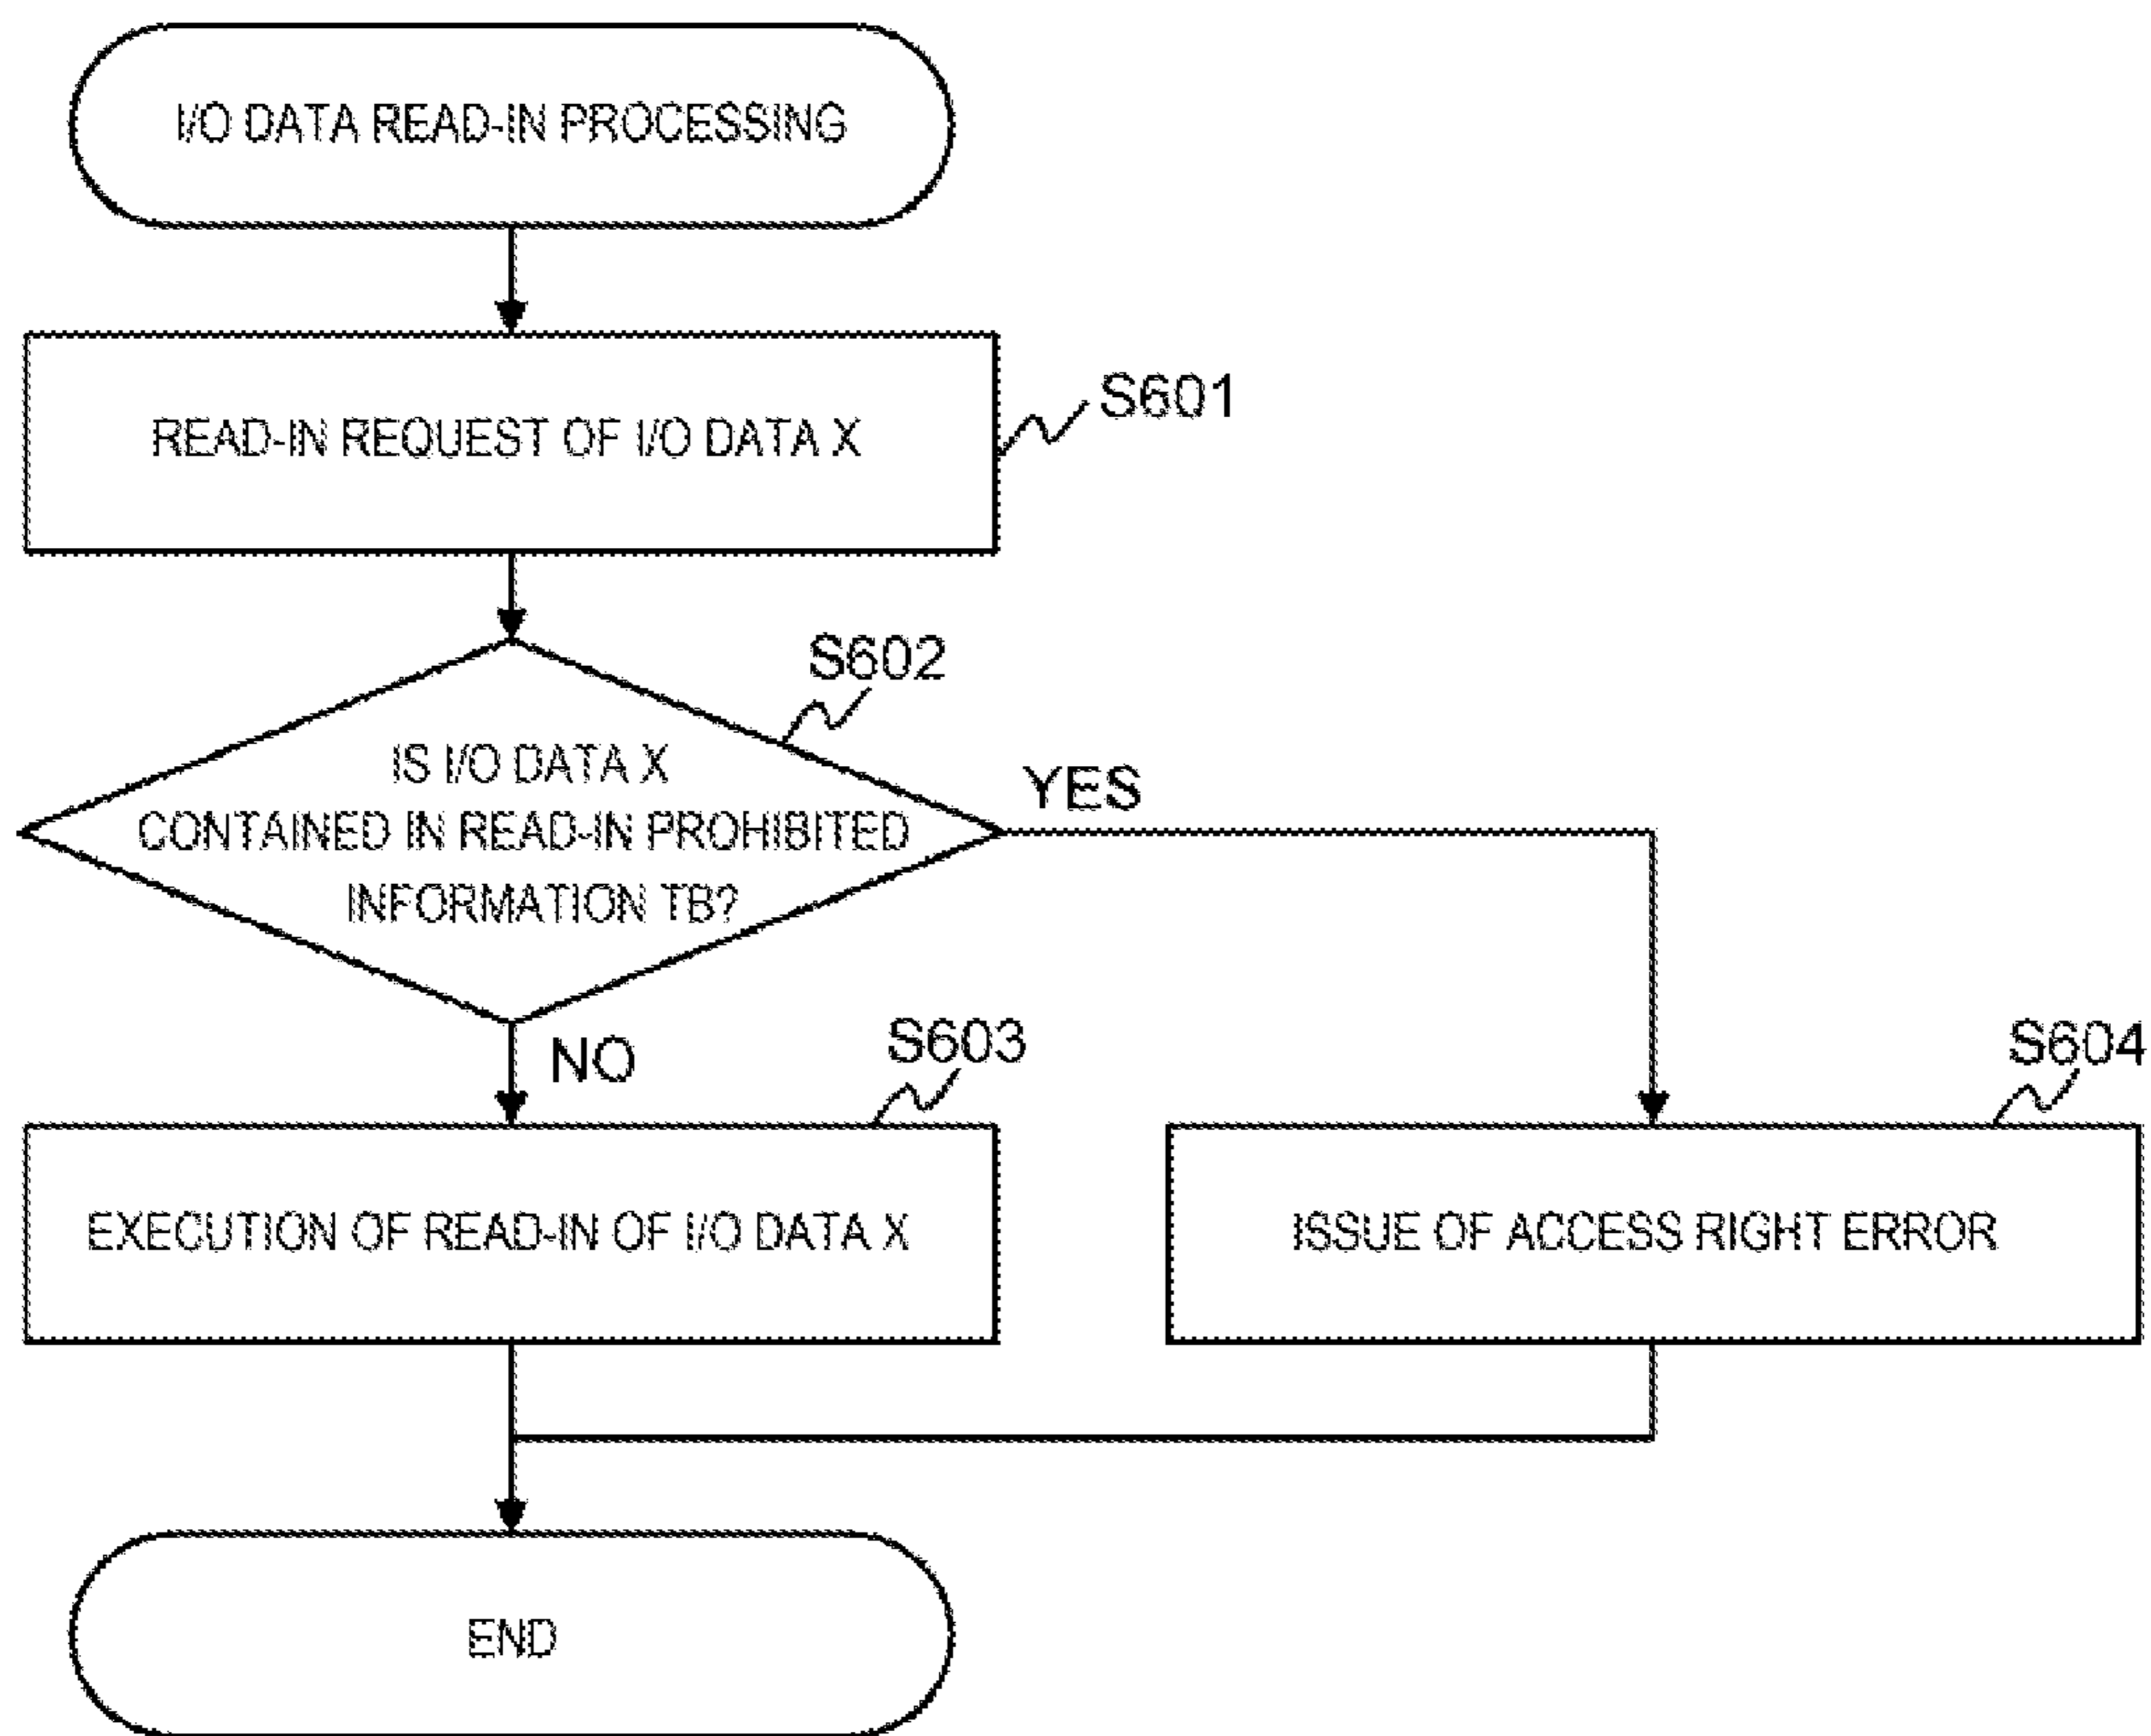 I/O DATA READ-IN PROCESSING
READ-IN REQUEST OF I/O DATA X
S601
S602
IS I/O DATA X
CONTAINED IN READ-IN PROHIBITED
INFORMATION TB?
YES
NO
S603
S604
EXECUTION OF READ-IN OF I/O DATA X
ISSUE OF ACCESS RIGHT ERROR
END